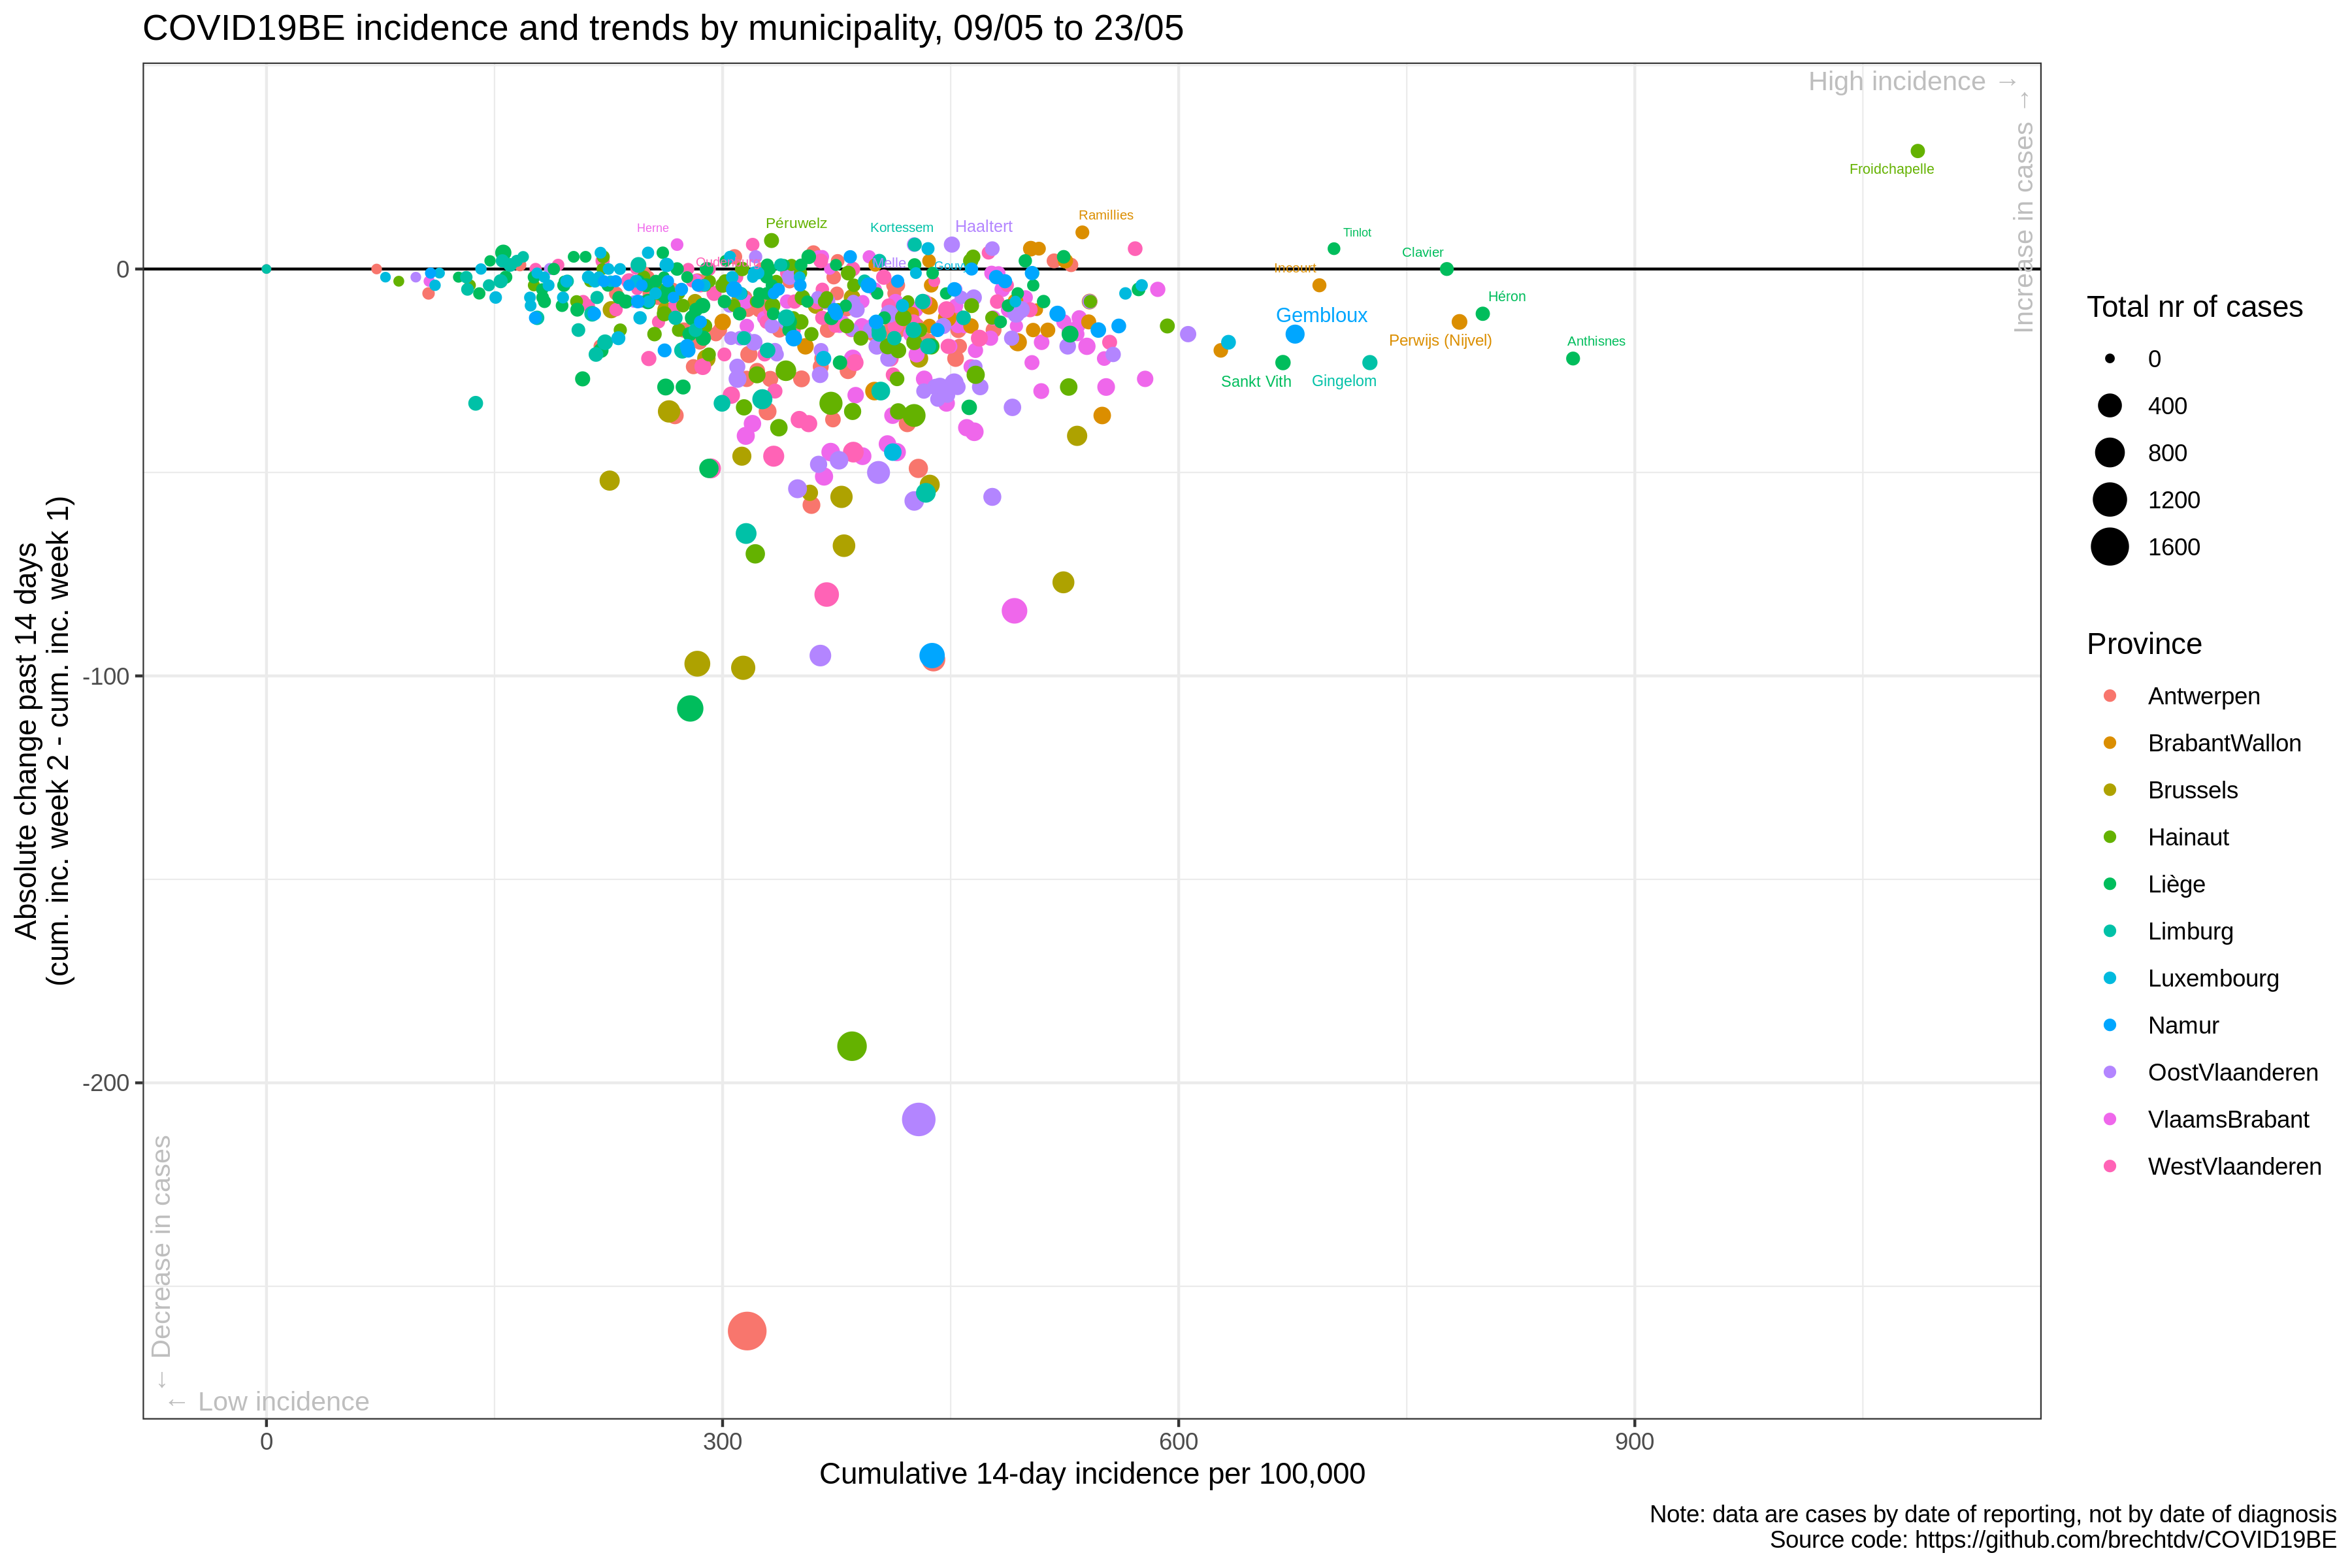 COVID19BE incidence and trends by municipality, 09/05 to 23/05
High incidence →
Increase in cases →
Froidchapelle
Ramillies
Péruwelz
Kortessem
Haaltert
Herne
Tinlot
Clavier
Oudenburg
Melle
Gouvy
Incourt
Héron
Gembloux
Perwijs (Nijvel)
Anthisnes
Sankt Vith
Gingelom
0
-100
-200
Absolute change past 14 days
(cum. inc. week 2 - cum. inc. week 1)
← Decrease in cases
← Low incidence
0
300
600
900
Cumulative 14-day incidence per 100,000
Total nr of cases
0
400
800
1200
1600
Province
Antwerpen
BrabantWallon
Brussels
Hainaut
Liège
Limburg
Luxembourg
Namur
OostVlaanderen
VlaamsBrabant
WestVlaanderen
Note: data are cases by date of reporting, not by date of diagnosis
Source code: https://github.com/brechtdv/COVID19BE